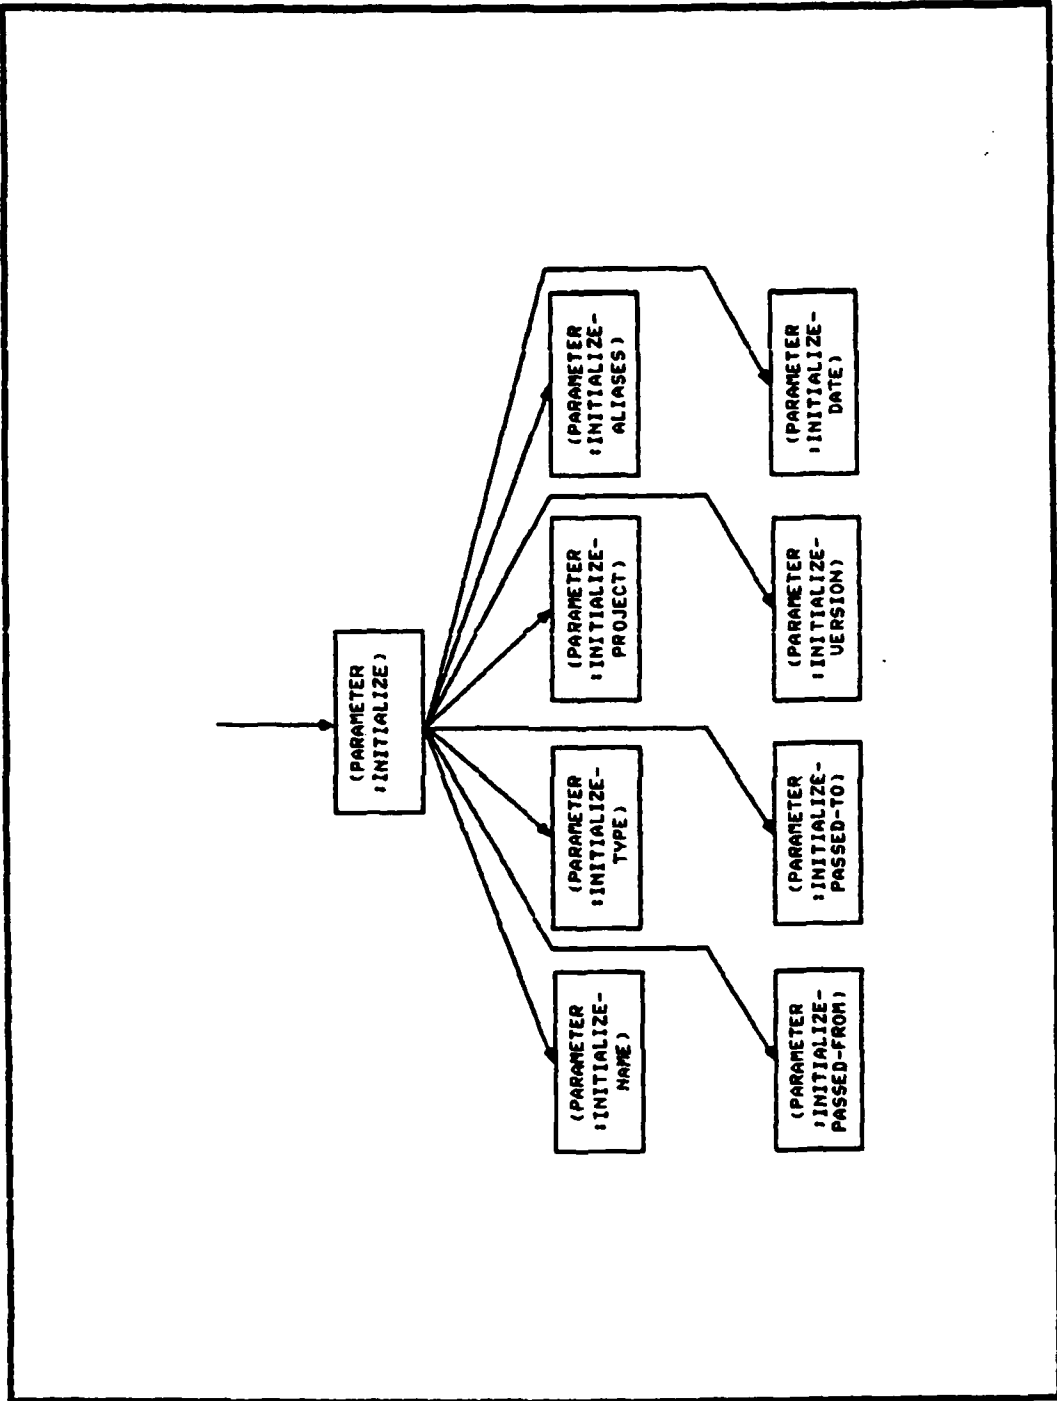 (PARAMETER
:INITIALIZE)
(PARAMETER
:INITIALIZE-
NAME)
(PARAMETER
:INITIALIZE-
TYPE)
(PARAMETER
:INITIALIZE-
PROJECT)
(PARAMETER
:INITIALIZE-
ALIASES)
(PARAMETER
:INITIALIZE-
PASSED-FROM)
(PARAMETER
:INITIALIZE-
PASSED-TO)
(PARAMETER
:INITIALIZE-
VERSION)
(PARAMETER
:INITIALIZE-
DATE)